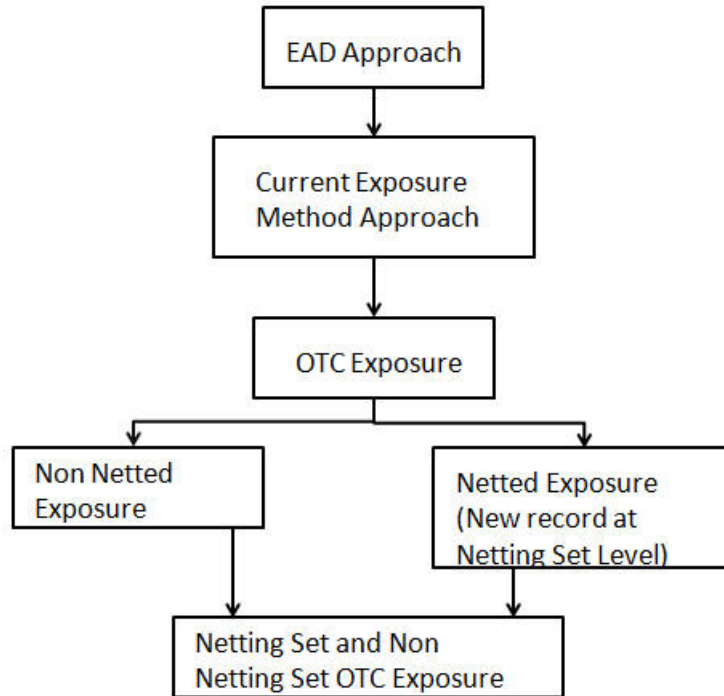 EAD Approach
Current Exposure
Method Approach
OTC Exposure
Non Netted
Exposure
Netted Exposure
(New record at
Netting Set Level)
Netting Set and Non
Netting Set OTC Exposure